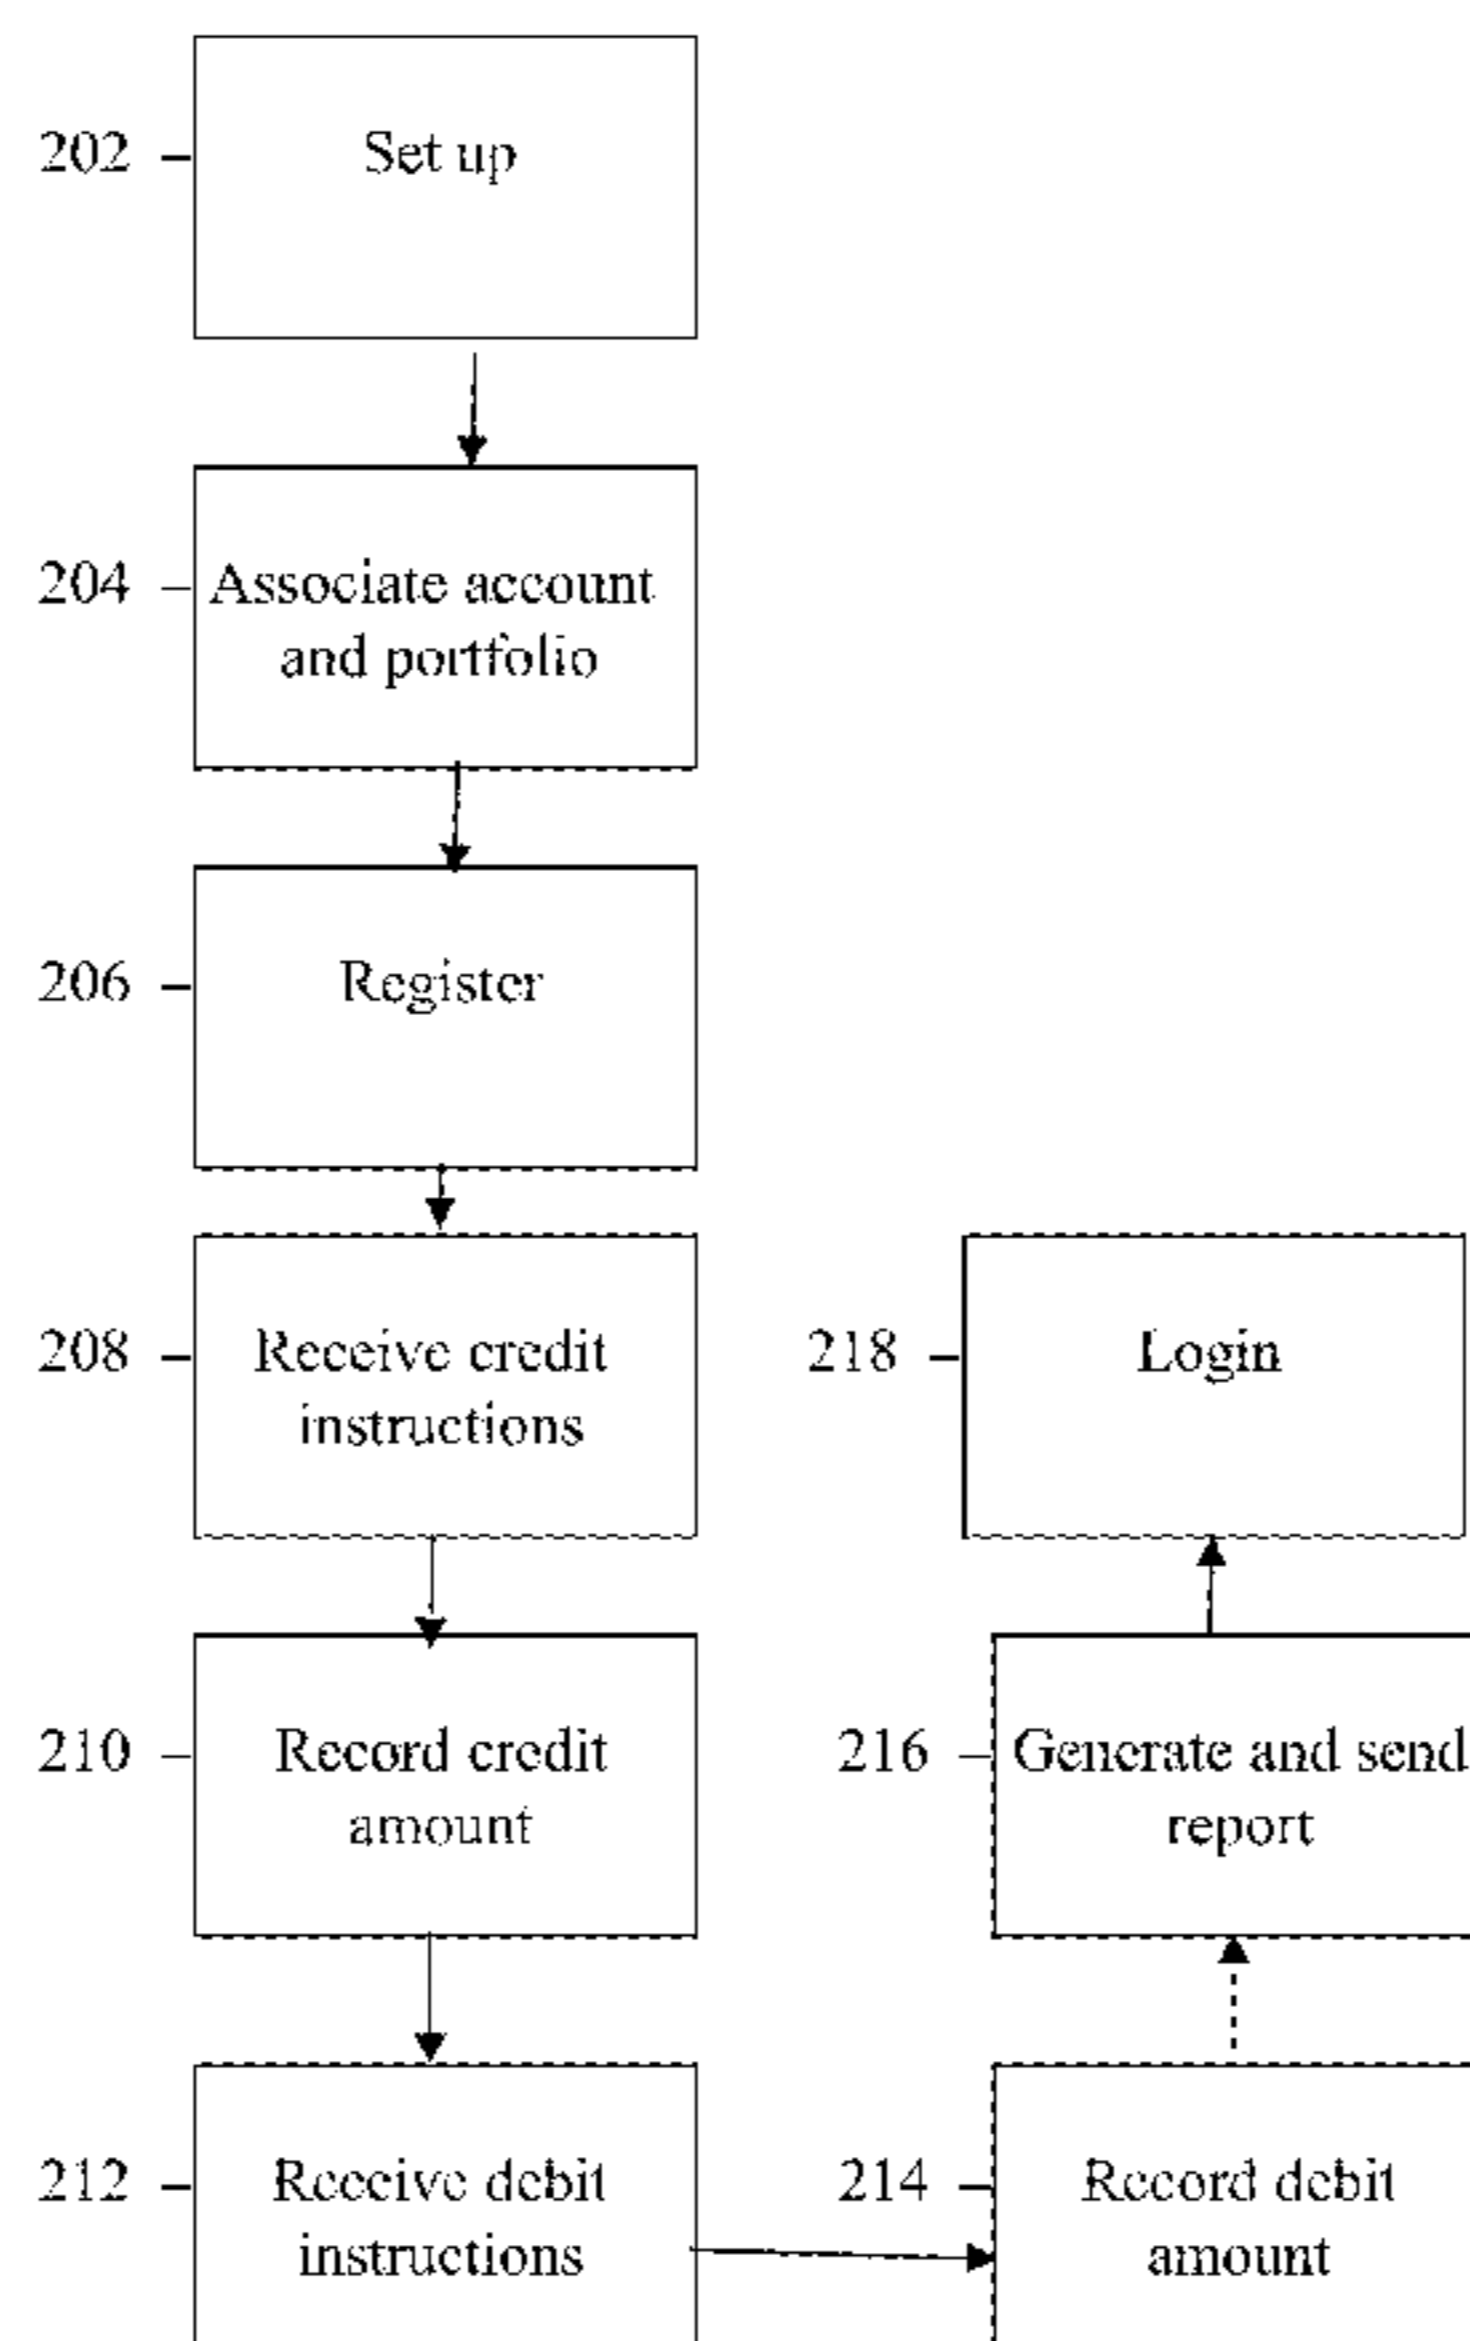 202 – Set up
204 – Associate account
and portfolio
206 – Register
208 – Receive credit
instructions
210 – Record credit
amount
212 – Receive debit
instructions
214 – Record debit
amount
216 – Generate and send
report
218 – Login